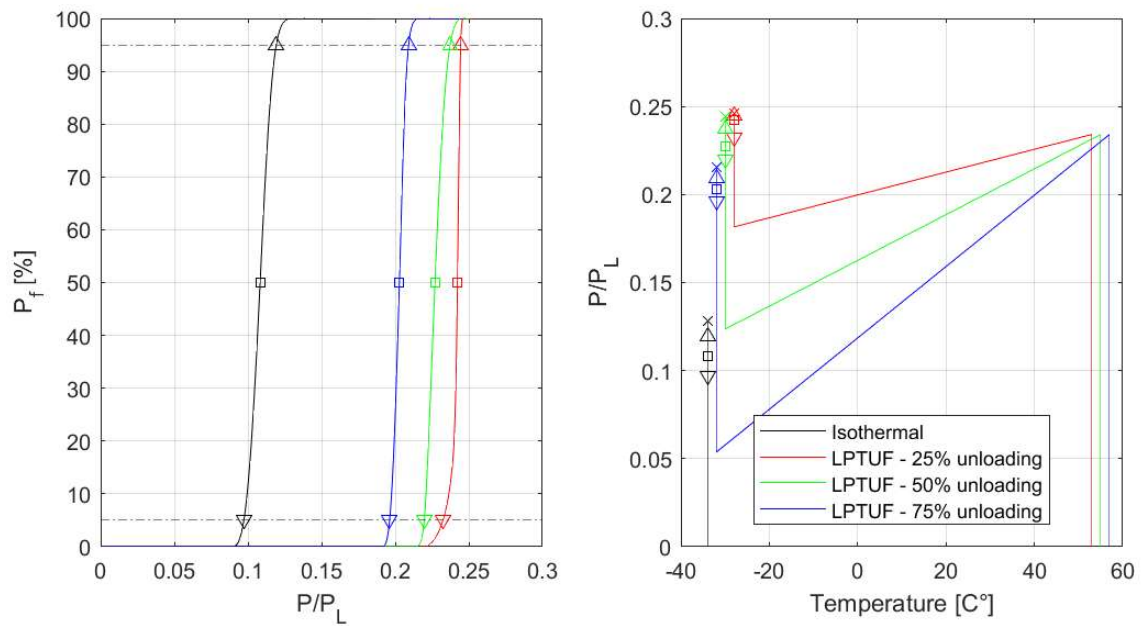 100
90
80
70
60
50
40
30
20
10
0
P_f [%]
0 0.05 0.1 0.15 0.2 0.25 0.3
P/P_L
0.3
0.25
0.2
0.15
0.1
0.05
0
P/P_L
Isothermal
LPTUF - 25% unloading
LPTUF - 50% unloading
LPTUF - 75% unloading
-40 -20 0 20 40 60
Temperature [C°]